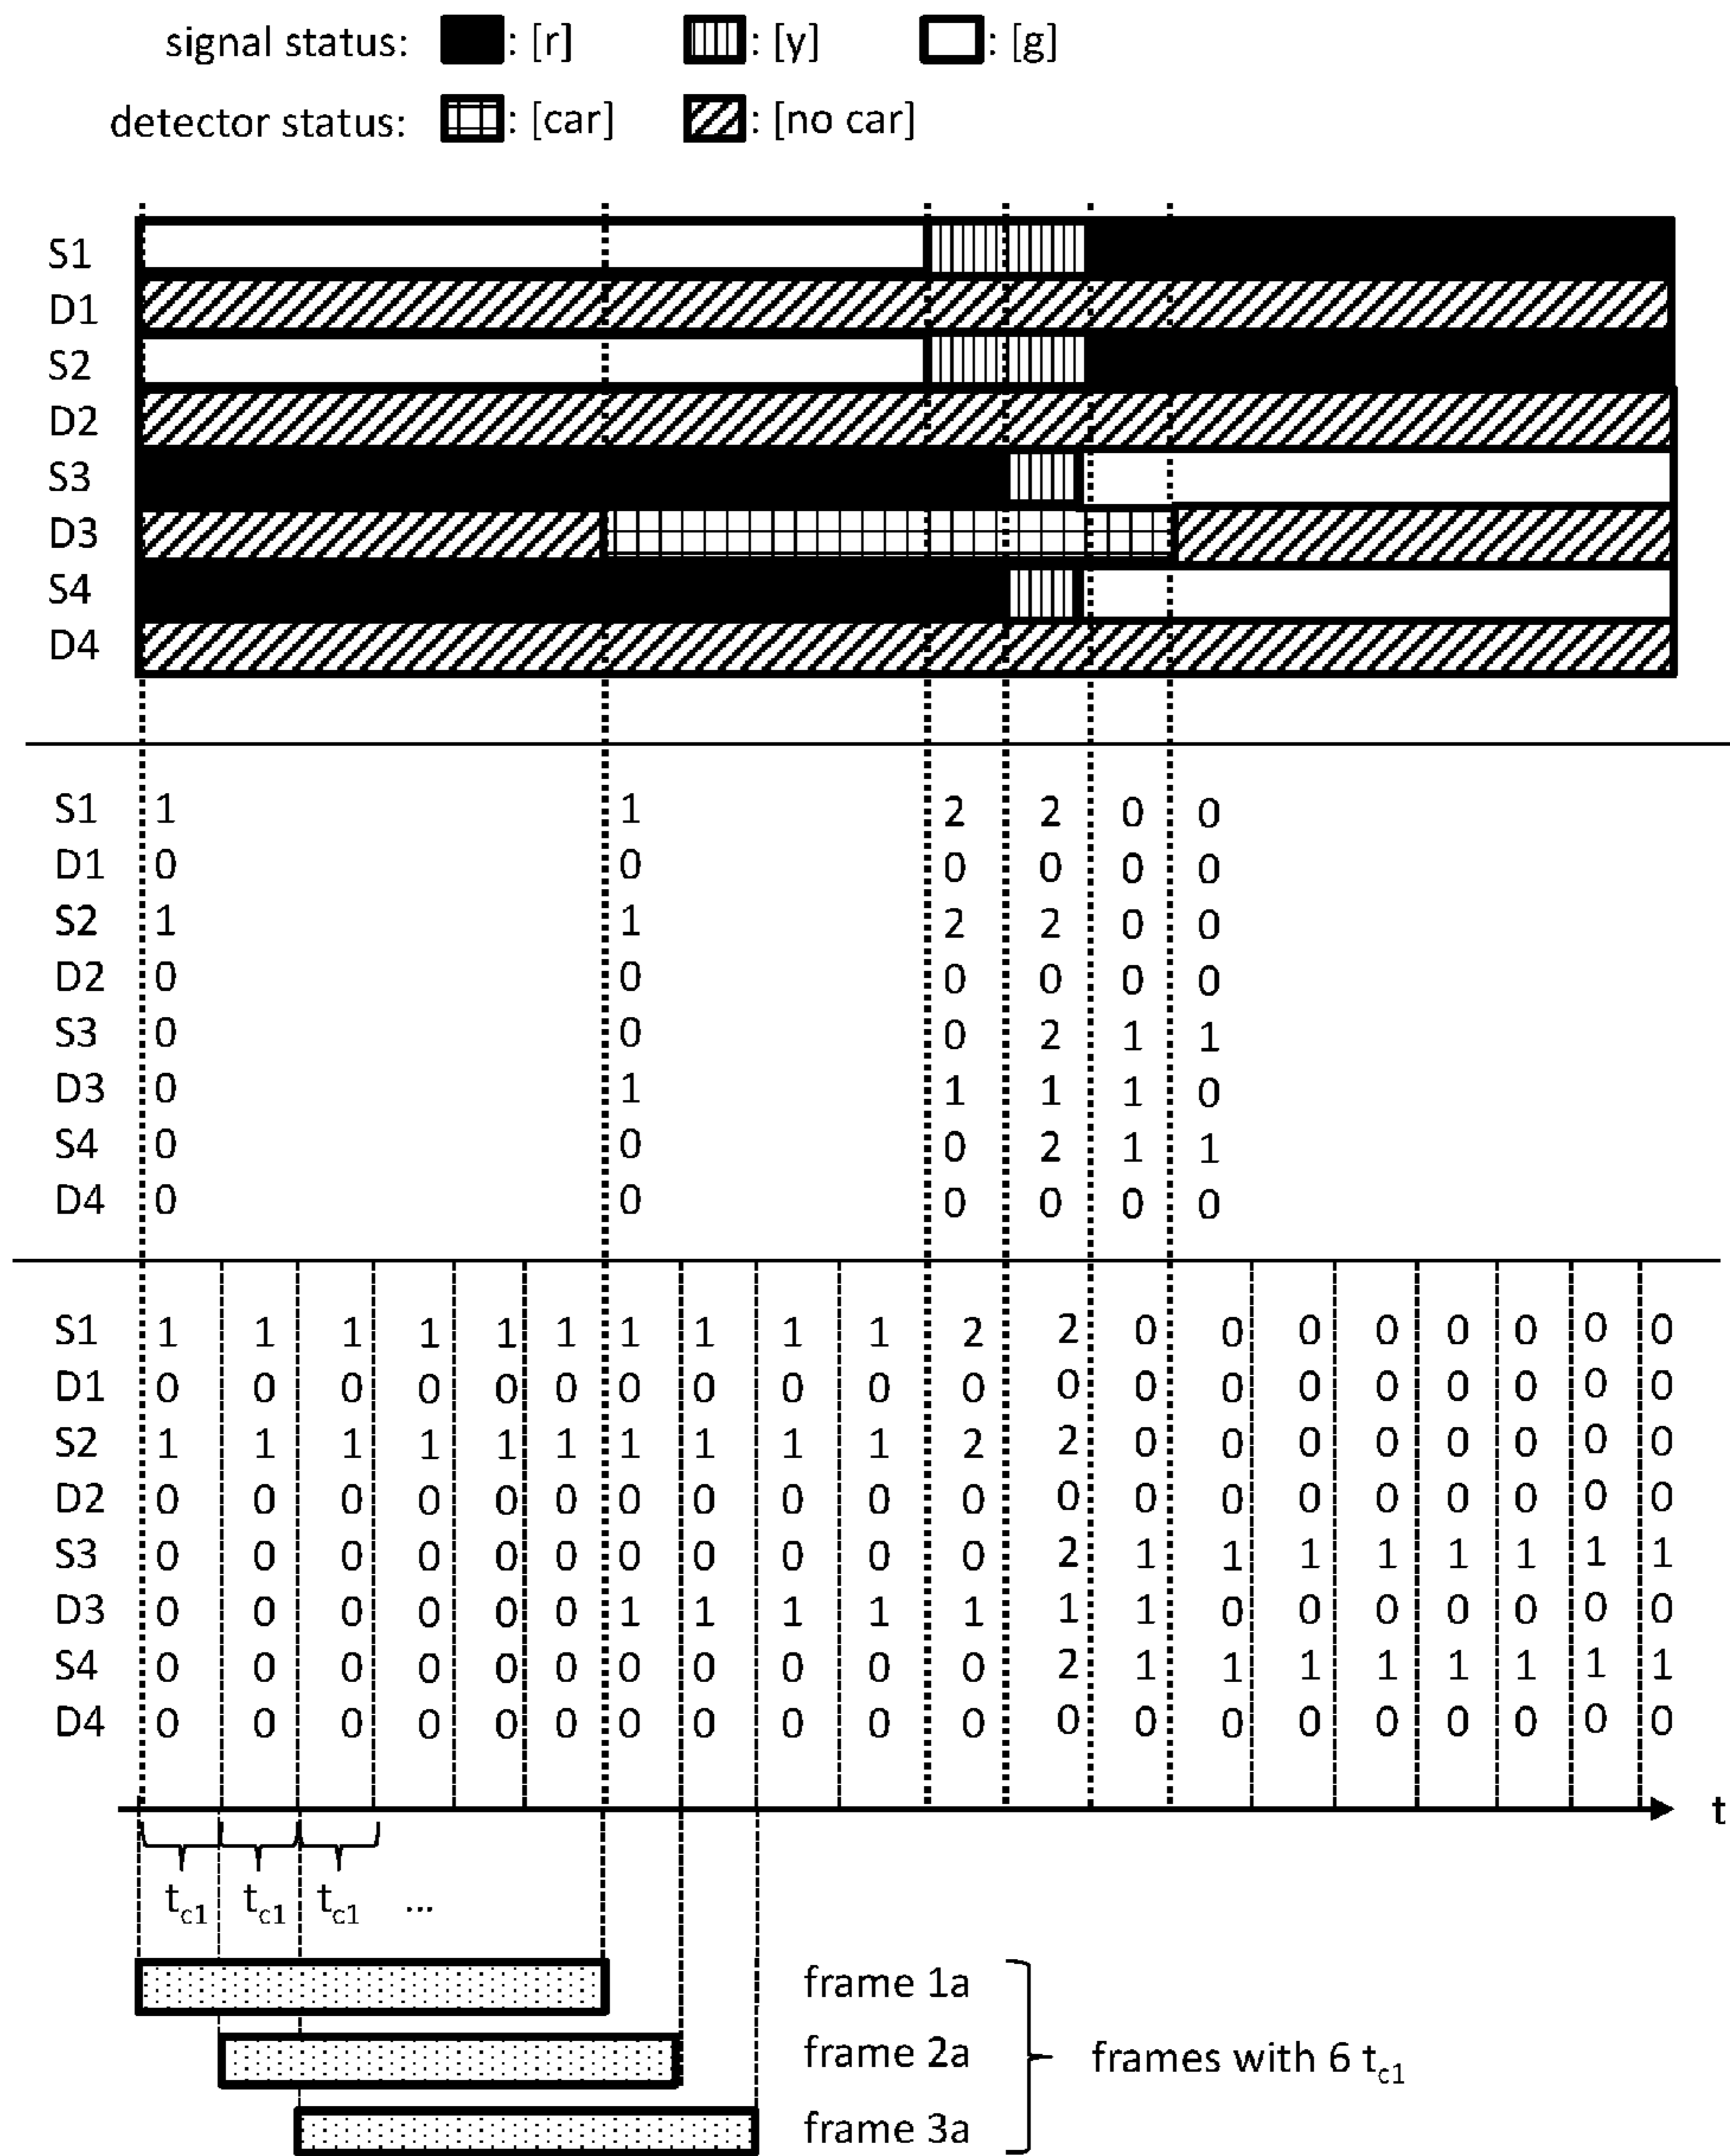 signal status: : [r] : [y] : [g]
detector status: : [car] : [no car]
S1
D1
S2
D2
S3
D3
S4
D4
S1 1 1 2 2 0 0
D1 0 0 0 0 0 0
S2 1 1 2 2 0 0
D2 0 0 0 0 0 0
S3 0 0 0 2 1 1
D3 0 1 1 1 1 0
S4 0 0 0 2 1 1
D4 0 0 0 0 0 0
S1 1 1 1 1 1 1 1 1 1 1 2 2 0 0 0 0 0 0 0 0
D1 0 0 0 0 0 0 0 0 0 0 0 0 0 0 0 0 0 0 0 0
S2 1 1 1 1 1 1 1 1 1 1 2 2 0 0 0 0 0 0 0 0
D2 0 0 0 0 0 0 0 0 0 0 0 0 0 0 0 0 0 0 0 0
S3 0 0 0 0 0 0 0 0 0 0 0 2 1 1 1 1 1 1 1 1
D3 0 0 0 0 0 0 1 1 1 1 1 1 1 0 0 0 0 0 0 0
S4 0 0 0 0 0 0 0 0 0 0 0 2 1 1 1 1 1 1 1 1
D4 0 0 0 0 0 0 0 0 0 0 0 0 0 0 0 0 0 0 0 0
t
tc1 tc1 tc1 ...
frame 1a
frame 2a
frames with 6 tc1
frame 3a